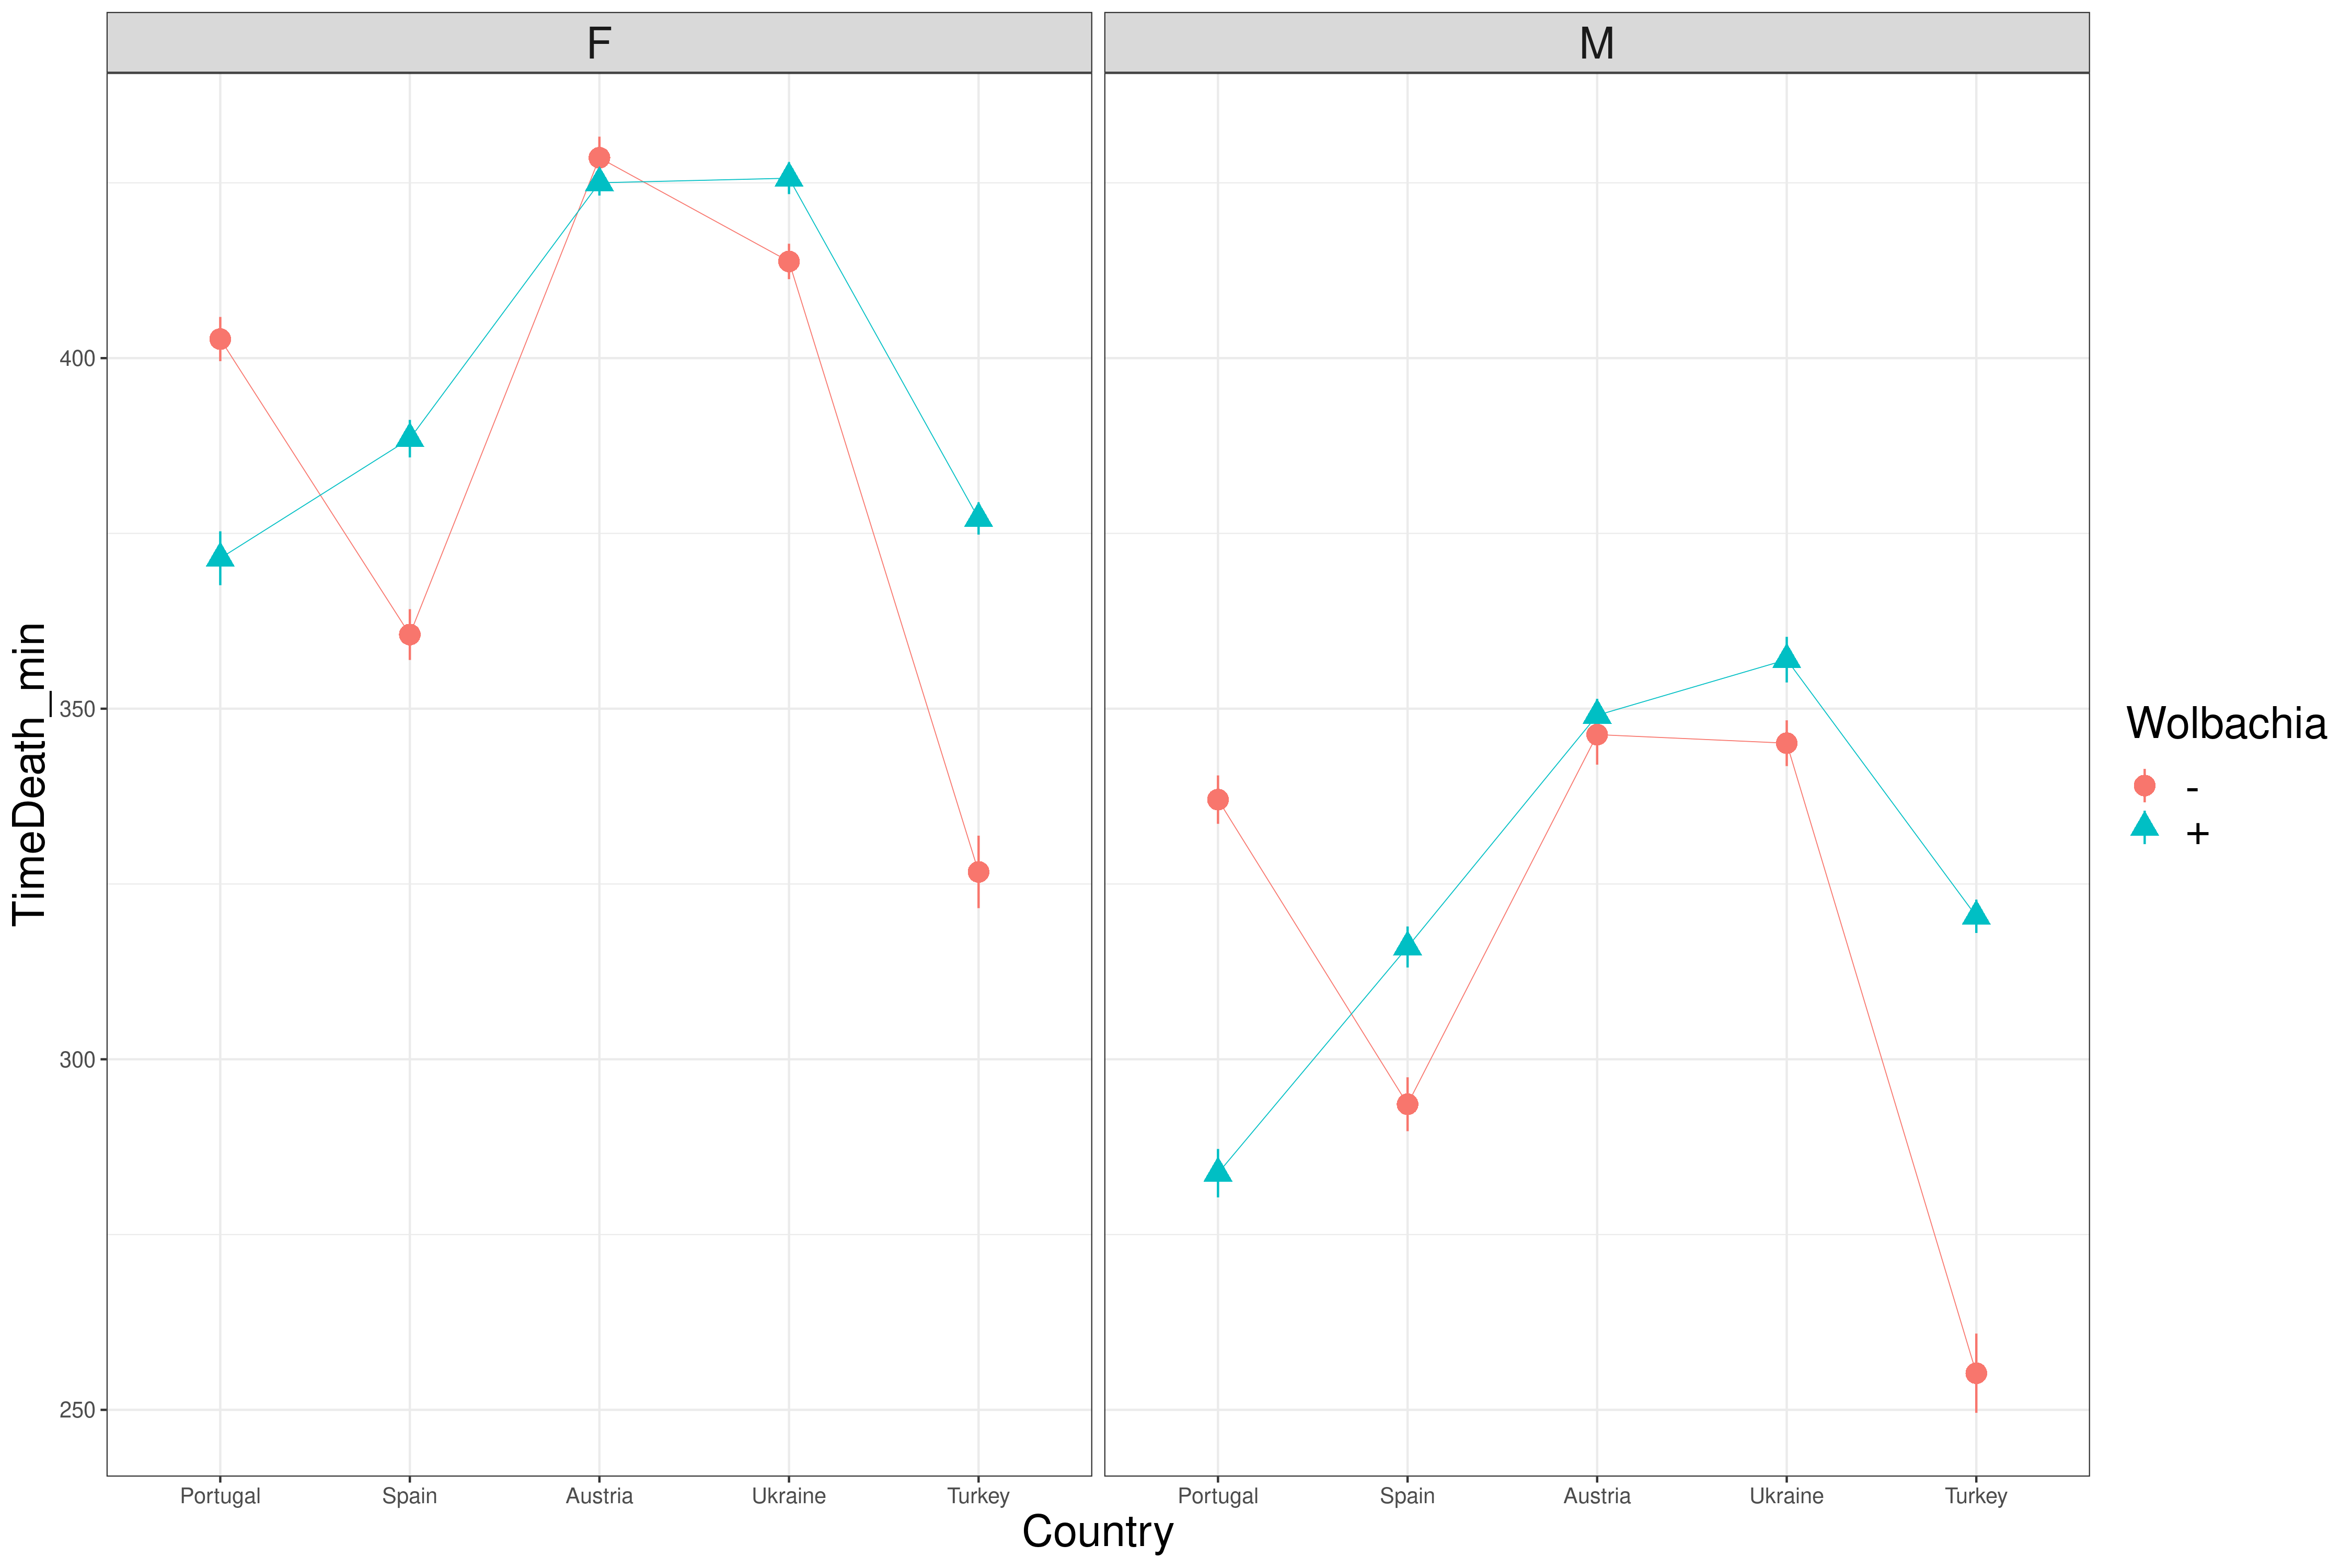 F
M
TimeDeath_min
400
350
300
250
Portugal
Spain
Austria
Ukraine
Turkey
Portugal
Spain
Austria
Ukraine
Turkey
Country
Wolbachia
-
+